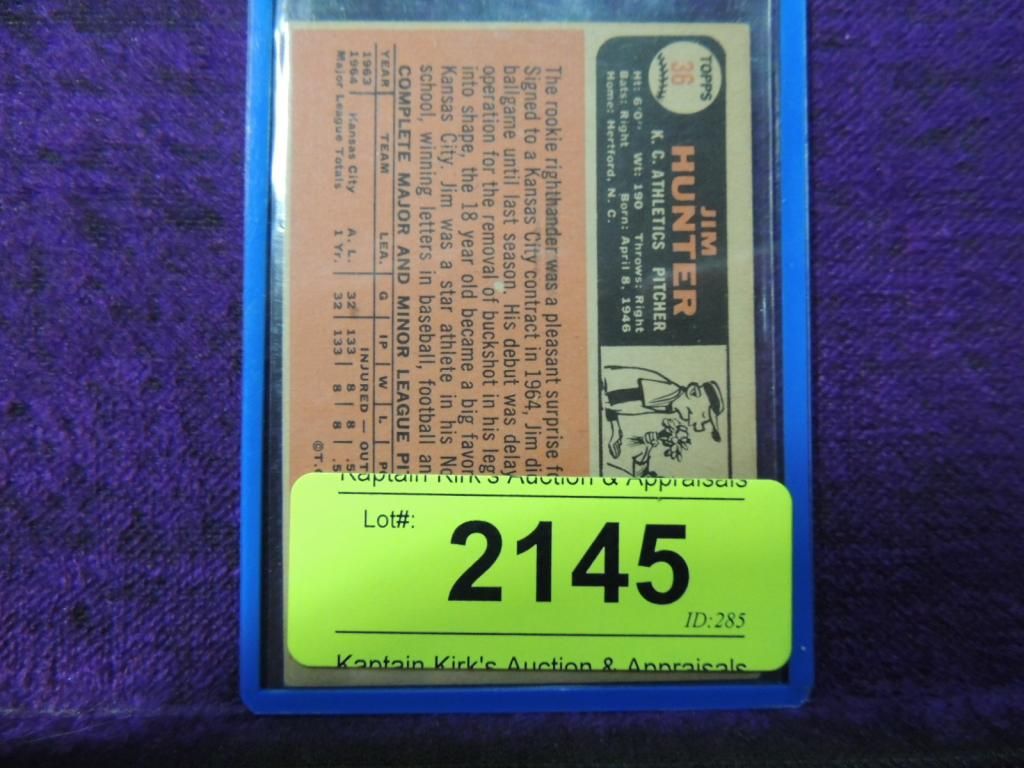 TOPPS
36
JIM
HUNTER
K. C. ATHLETICS PITCHER
Ht: 6'0" Wt: 190 Throws: Right
Bats: Right Born: April 8, 1946
Home: Hertford, N. C.
The rookie righthander was a pleasant surprise
Signed to a Kansas City contract in 1964, Jim
ballgame until last season. His debut was
operation for the removal of buckshot in his leg
into shape, the 18 year old became a big
Kansas City. Jim was a star athlete in his
school, winning letters in baseball, football
COMPLETE MAJOR AND MINOR LEAGUE
YEAR TEAM LEA. G IP W L
1963 INJURED —
1964 Kansas City A. L. 32 133 8 8
Major League Totals 1 Yr. 32 133 8 8
Kaptain Kirk's Auction & Appraisals
Lot#:
2145
ID:285
Kaptain Kirk's Auction & Appraisals